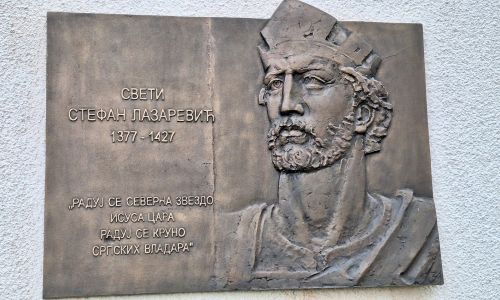 СВЕТИ
СТЕФАН ЛАЗАРЕВИЋ
1377 - 1427
„РАДУЈ СЕ СЕВЕРНА ЗВЕЗДО
ИСУСА ЦАРА
РАДУЈ СЕ КРУНО
СРПСКИХ ВЛАДАРА"